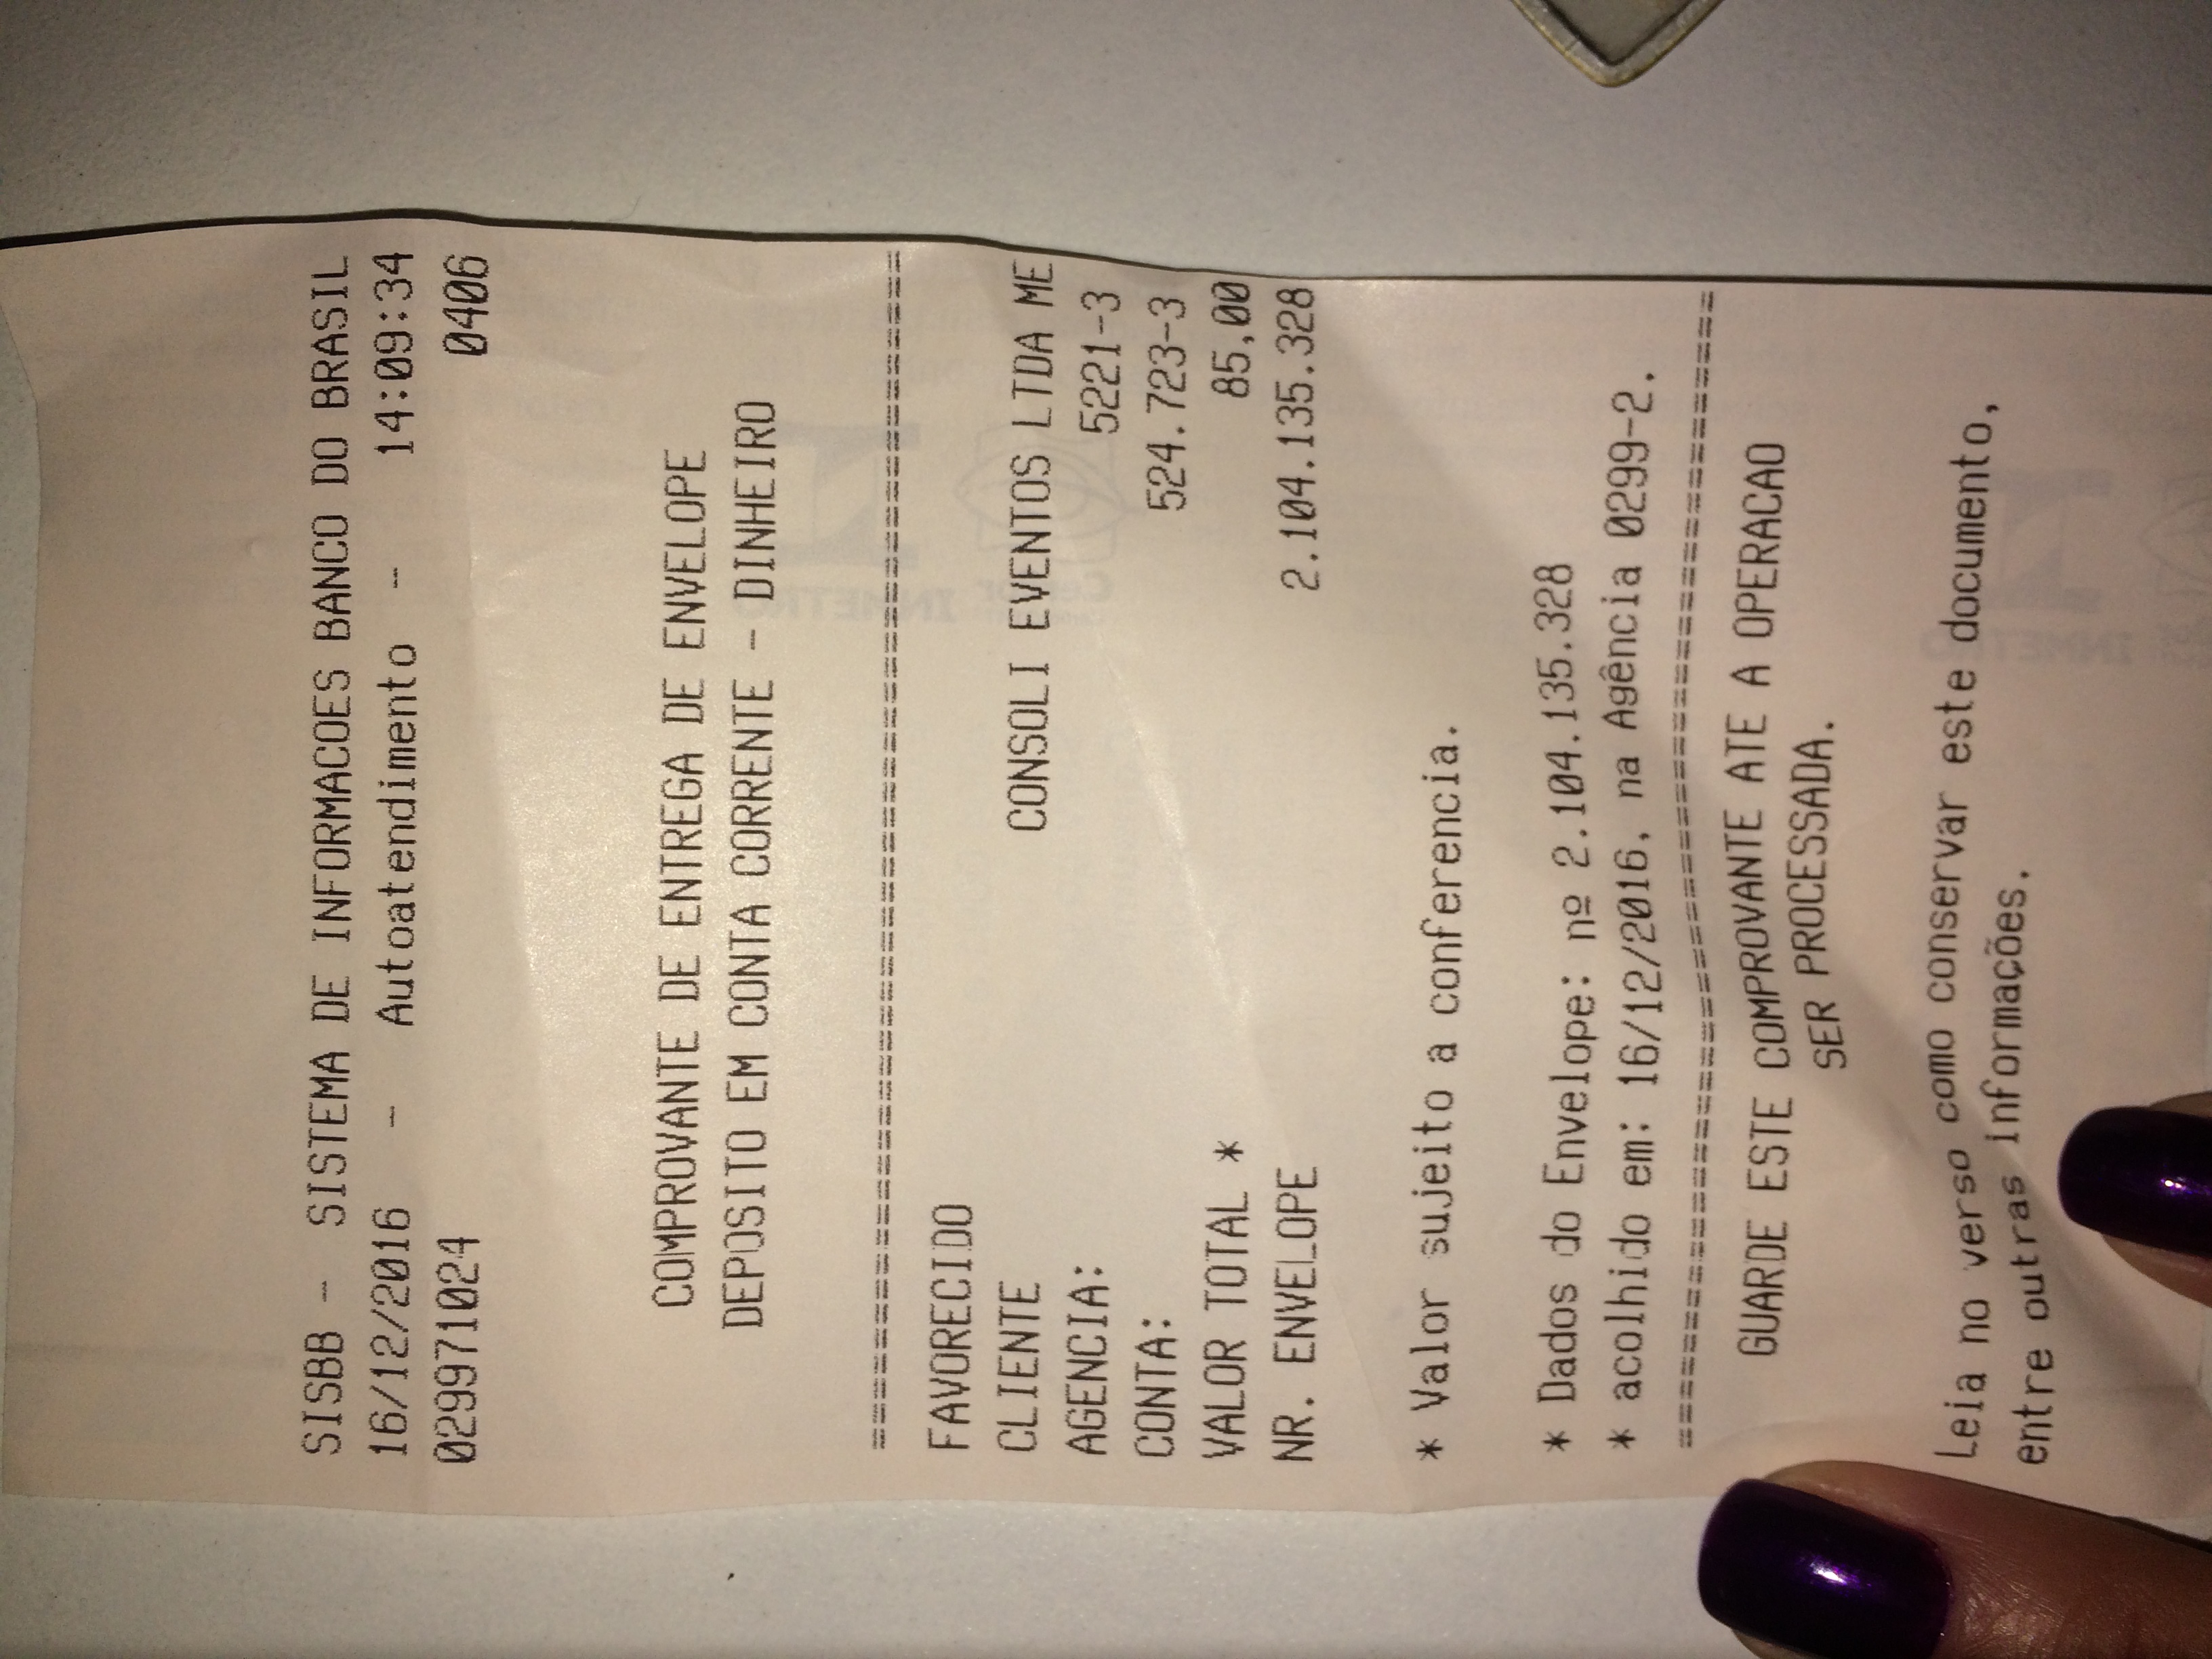 SISBB - SISTEMA DE INFORMACOES BANCO DO BRASIL
16/12/2016 - Autoatendimento - 14:09:34
029971024 0406
COMPROVANTE DE ENTREGA DE ENVELOPE
DEPOSITO EM CONTA CORRENTE - DINHEIRO
FAVORECIDO
CLIENTE CONSOLI EVENTOS LTDA ME
AGENCIA: 5221-3
CONTA: 524.723-3
VALOR TOTAL * 85,00
NR. ENVELOPE 2.104.135.328
* Valor sujeito a conferencia.
* Dados do Envelope: nº 2.104.135.328
* acolhido em: 16/12/2016, na Agência 0299-2.
GUARDE ESTE COMPROVANTE ATE A OPERACAO
SER PROCESSADA.
Leia no verso como conservar este documento,
entre outras informações.
INMETRO
INMETRO